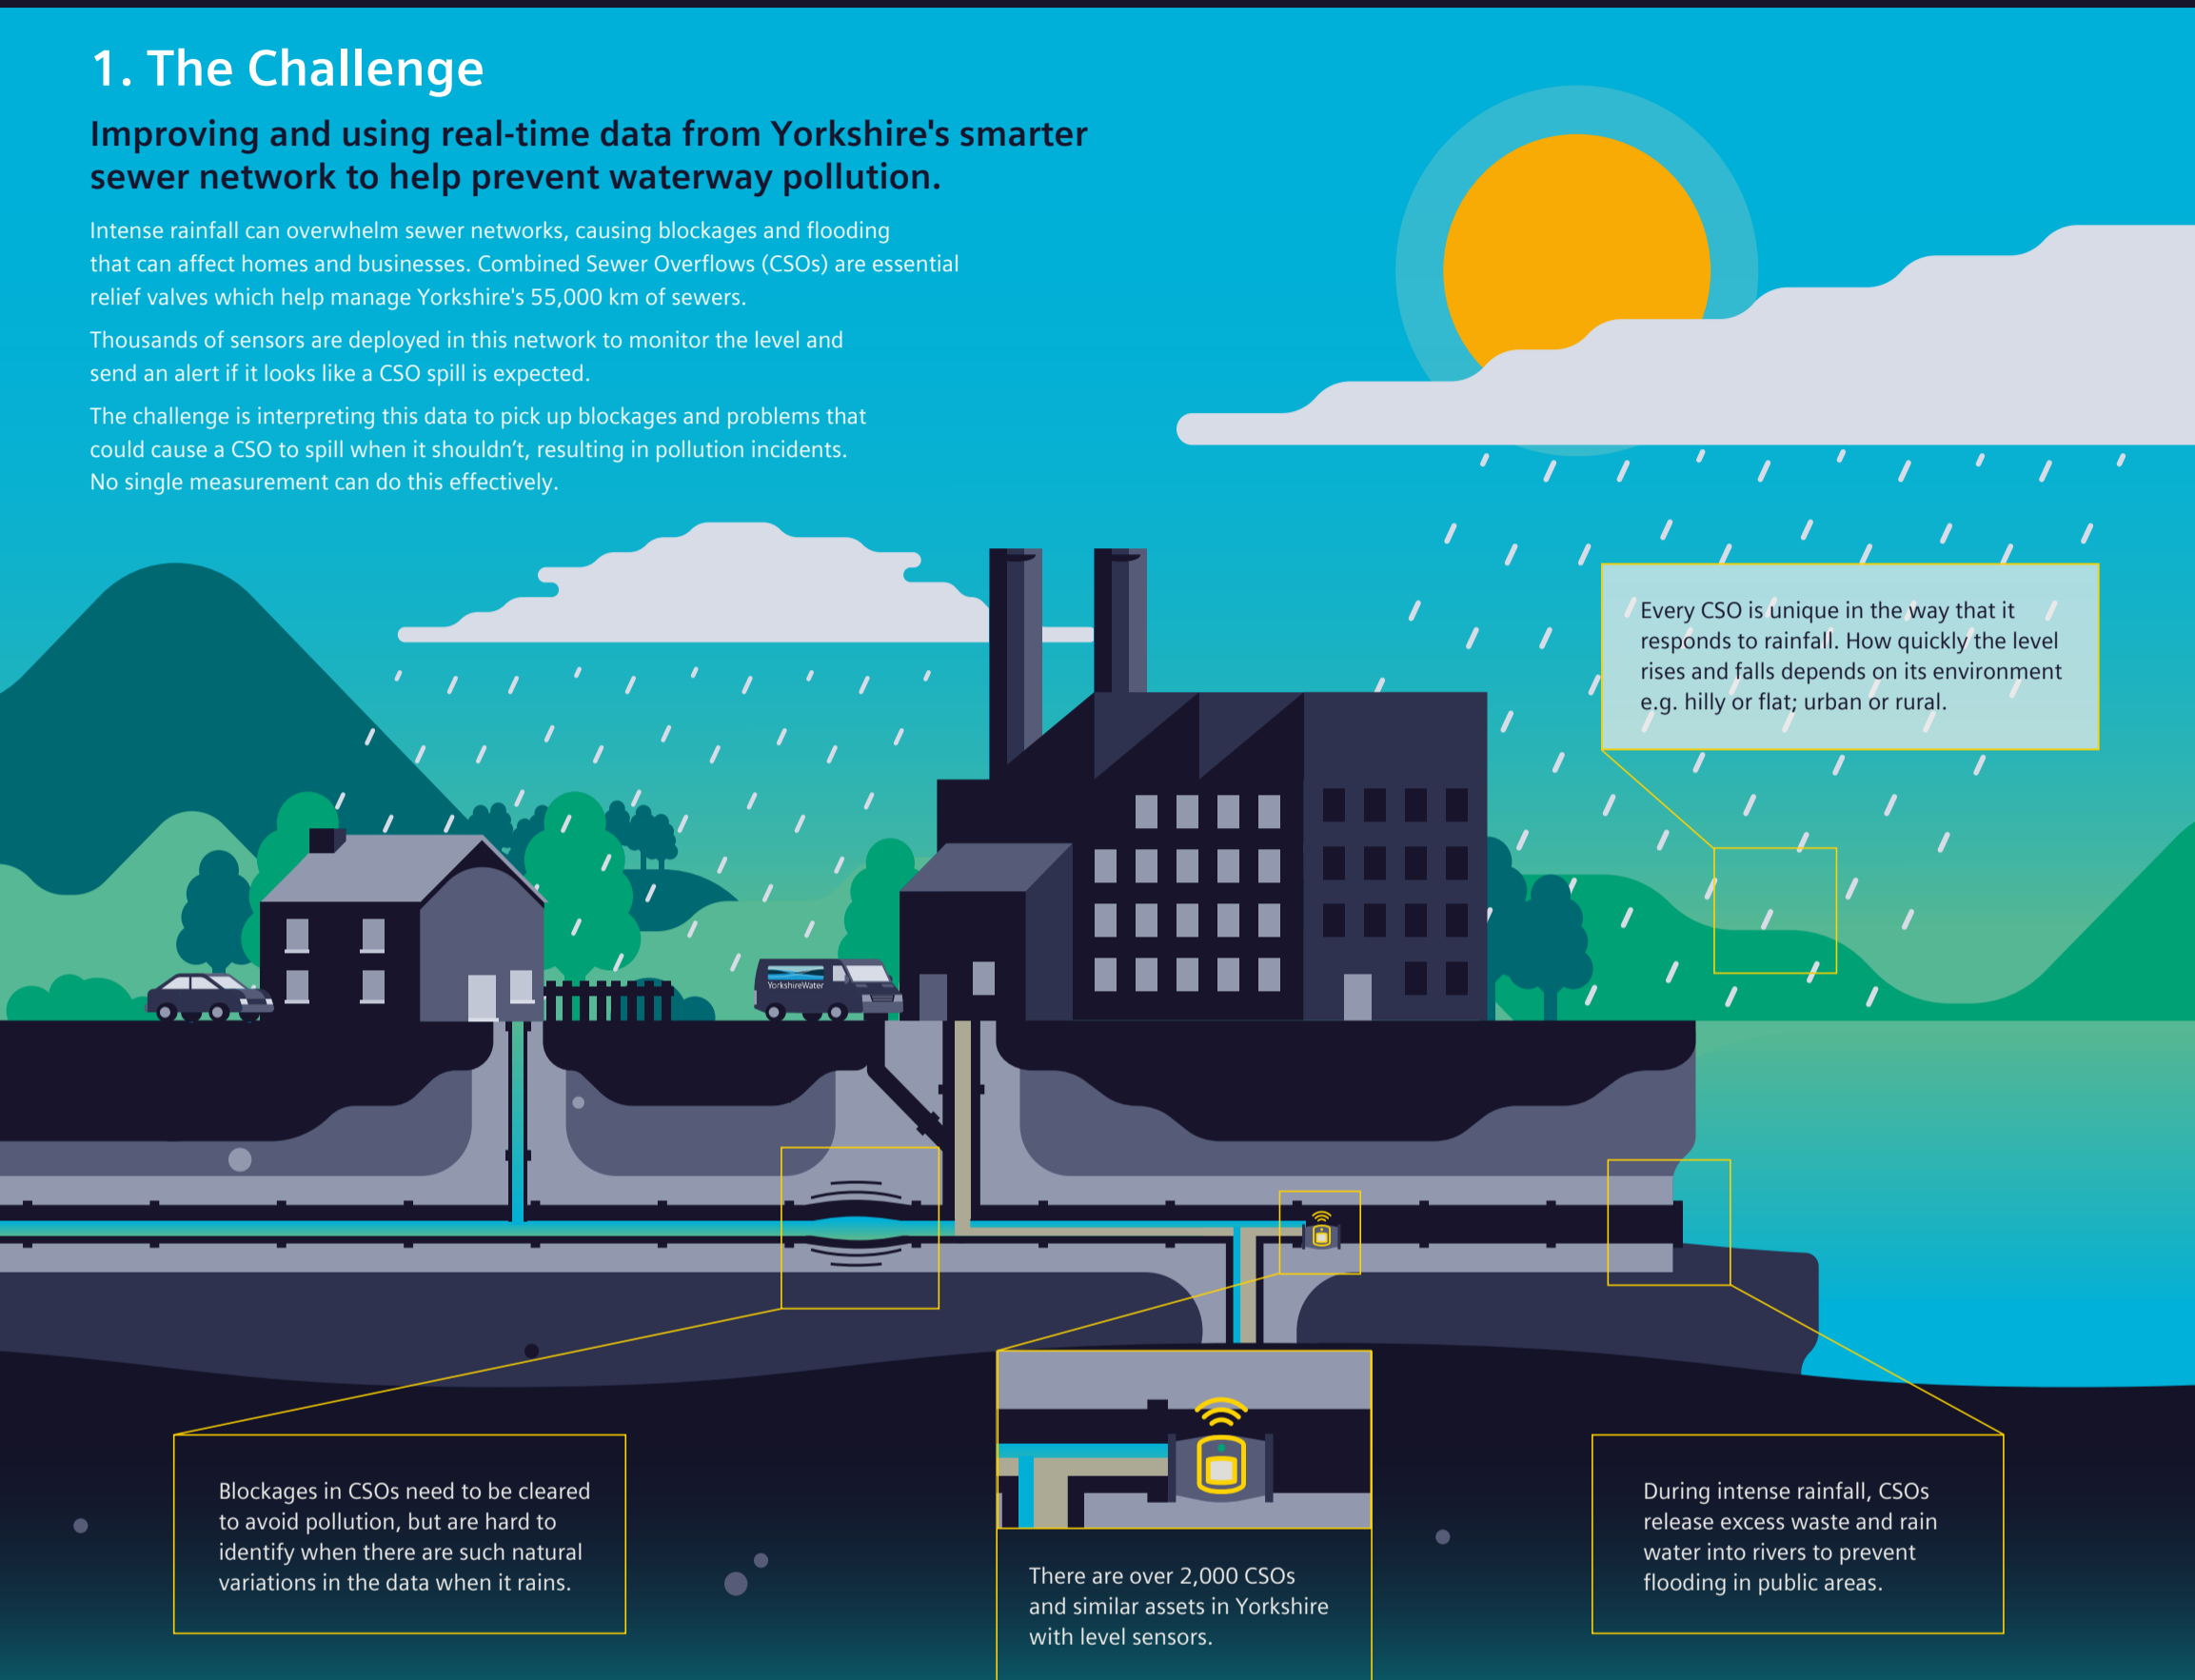 1. The Challenge
Improving and using real-time data from Yorkshire's smarter
sewer network to help prevent waterway pollution.
Intense rainfall can overwhelm sewer networks, causing blockages and flooding
that can affect homes and businesses. Combined Sewer Overflows (CSOs) are essential
relief valves which help manage Yorkshire's 55,000 km of sewers.
Thousands of sensors are deployed in this network to monitor the level and
send an alert if it looks like a CSO spill is expected.
The challenge is interpreting this data to pick up blockages and problems that
could cause a CSO to spill when it shouldn’t, resulting in pollution incidents.
No single measurement can do this effectively.
Every CSO is unique in the way that it
responds to rainfall. How quickly the level
rises and falls depends on its environment
e.g. hilly or flat; urban or rural.
YorkshireWater
Blockages in CSOs need to be cleared
to avoid pollution, but are hard to
identify when there are such natural
variations in the data when it rains.
There are over 2,000 CSOs
and similar assets in Yorkshire
with level sensors.
During intense rainfall, CSOs
release excess waste and rain
water into rivers to prevent
flooding in public areas.